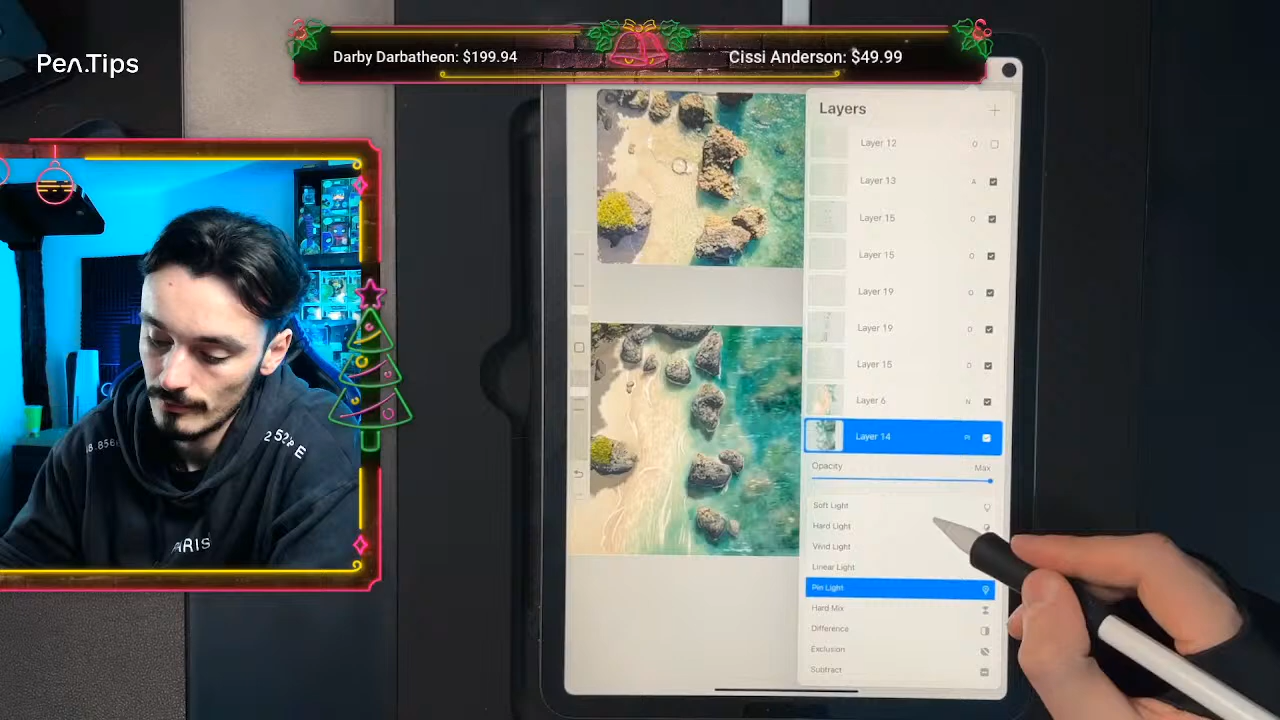 Pen.Tips
Darby Darbatheon: $199.94
Cissi Anderson: $49.99
Layers
Layer 12 O
Layer 13 A
Layer 15 O
Layer 15 O
Layer 19 O
Layer 19 O
Layer 15 O
Layer 6 N
Layer 14
Opacity Max
Soft Light
Hard Light
Vivid Light
Linear Light
Pin Light
Hard Mix
Difference
Exclusion
Subtract